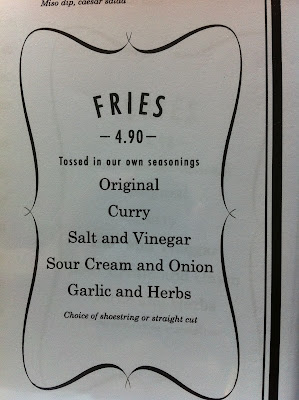 Miso dip, caesar salad
FRIES
– 4.90 –
Tossed in our own seasonings
Original
Curry
Salt and Vinegar
Sour Cream and Onion
Garlic and Herbs
Choice of shoestring or straight cut